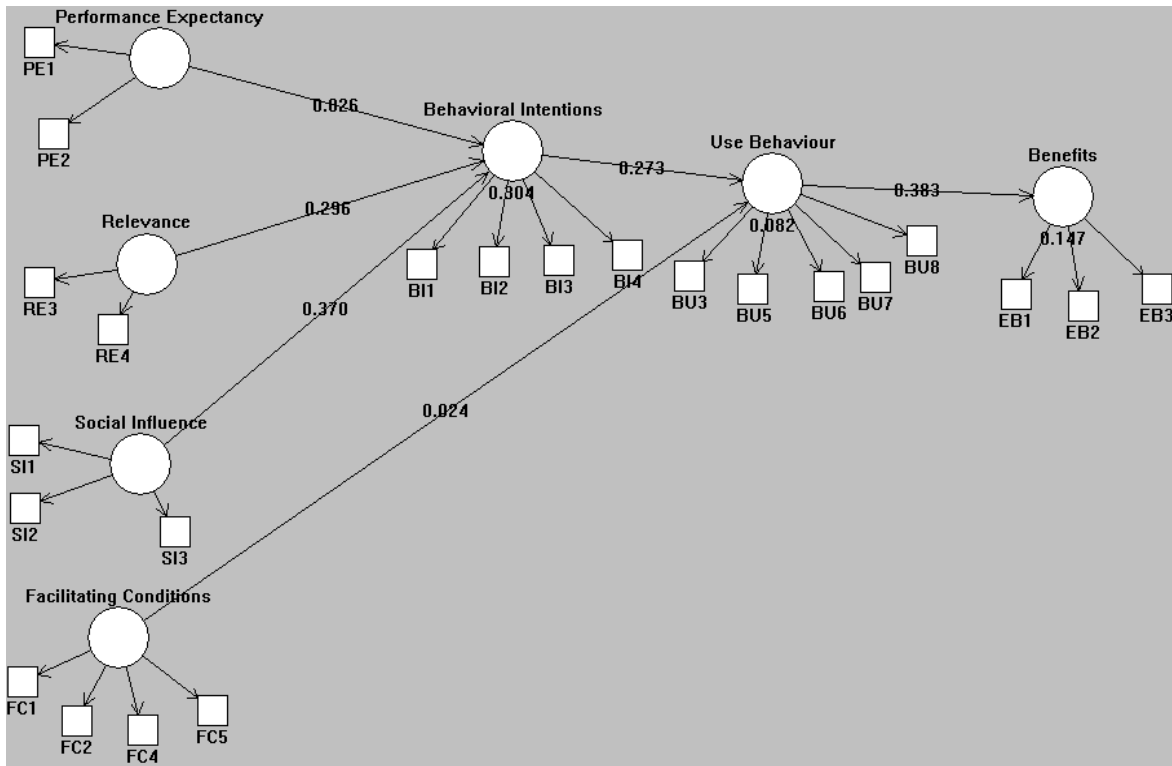 Performance Expectancy
PE1
PE2
0.026
Behavioral Intentions
0.304
0.273
Use Behaviour
0.082
0.383
Benefits
0.147
Relevance
0.296
RE3
RE4
BI1
BI2
BI3
BI4
BU3
BU5
BU6
BU7
BU8
EB1
EB2
EB3
0.370
Social Influence
SI1
SI2
SI3
0.024
Facilitating Conditions
FC1
FC2
FC4
FC5